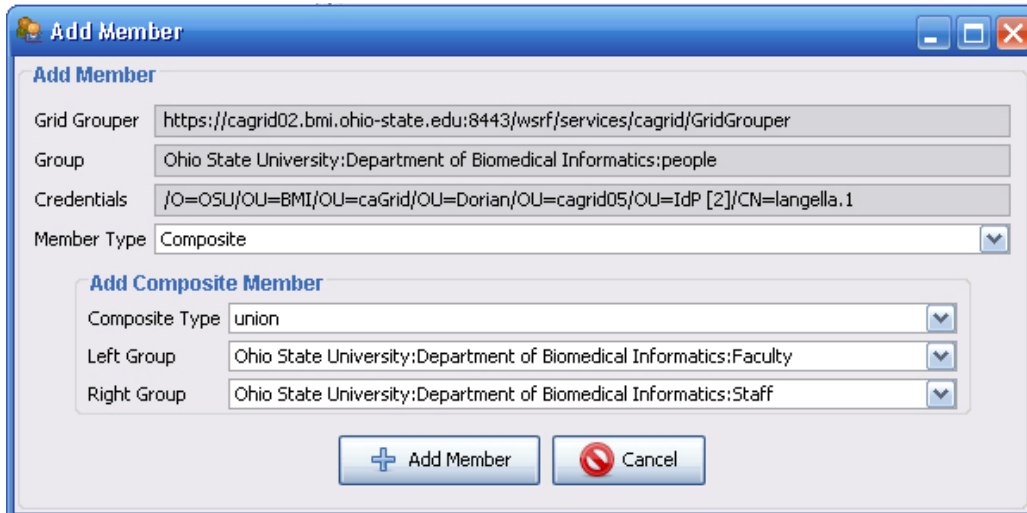 Add Member
Add Member
Grid Grouper https://cagrid02.bmi.ohio-state.edu:8443/wsrf/services/cagrid/GridGrouper
Group Ohio State University:Department of Biomedical Informatics:people
Credentials /O=OSU/OU=BMI/OU=caGrid/OU=Dorian/OU=cagrid05/OU=IdP [2]/CN=langella.1
Member Type Composite
Add Composite Member
Composite Type union
Left Group Ohio State University:Department of Biomedical Informatics:Faculty
Right Group Ohio State University:Department of Biomedical Informatics:Staff
Add Member Cancel